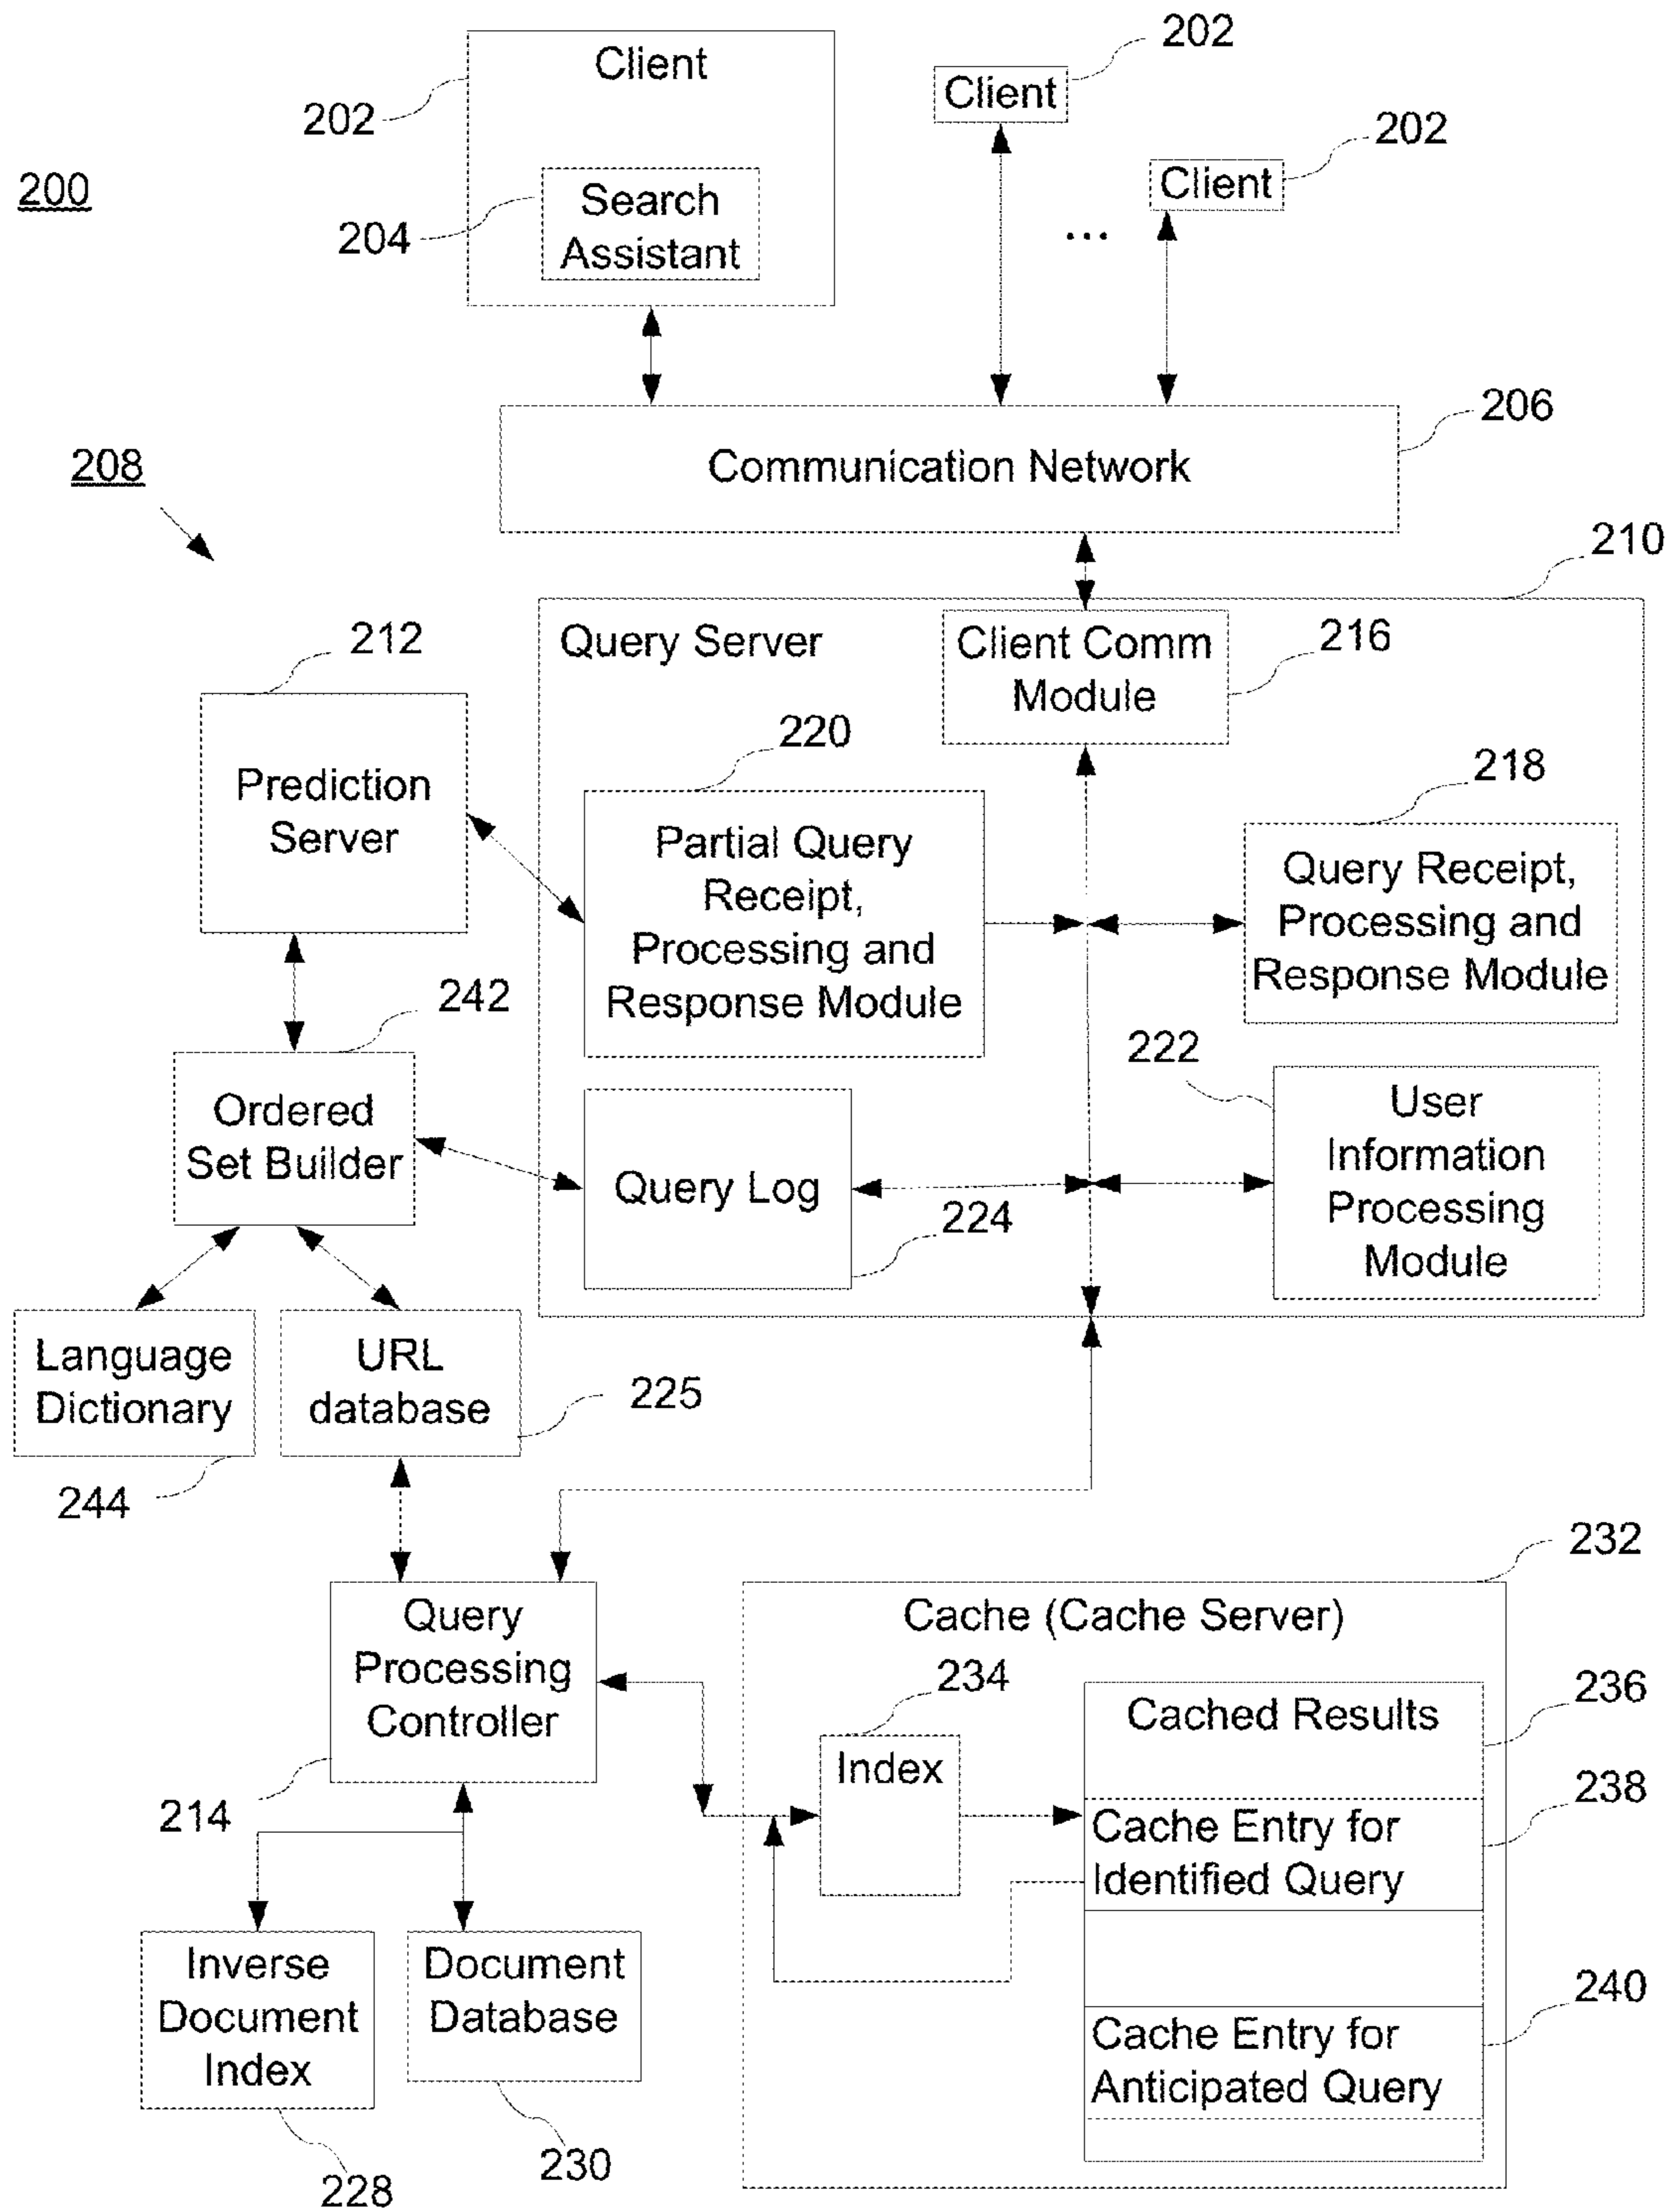 200
202
Client
204
Search
Assistant
Client
202
...
Client
202
206
Communication Network
208
210
Query Server
Client Comm
Module
216
212
Prediction
Server
220
Partial Query
Receipt,
Processing and
Response Module
218
Query Receipt,
Processing and
Response Module
242
Ordered
Set Builder
Query Log
224
222
User
Information
Processing
Module
Language
Dictionary
244
URL
database
225
Query
Processing
Controller
214
232
Cache (Cache Server)
234
Index
236
Cached Results
238
Cache Entry for
Identified Query
240
Cache Entry for
Anticipated Query
Inverse
Document
Index
228
Document
Database
230